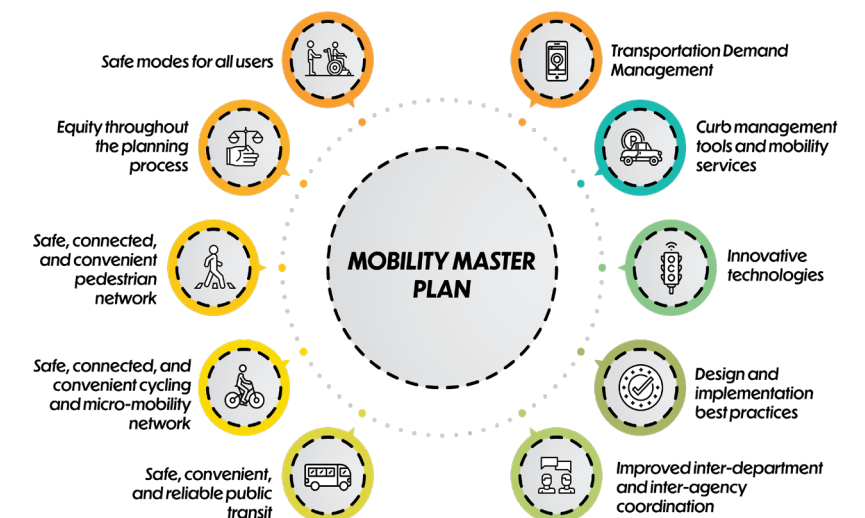 Safe modes for all users
Transportation Demand
Management
Equity throughout
the planning
process
Curb management
tools and mobility
services
P
Safe, connected,
and convenient
pedestrian
network
MOBILITY MASTER
PLAN
Innovative
technologies
Safe, connected, and
convenient cycling
and micro-mobility
network
Design and
implementation
best practices
Safe, convenient,
and reliable public
transit
Improved inter-department
and inter-agency
coordination